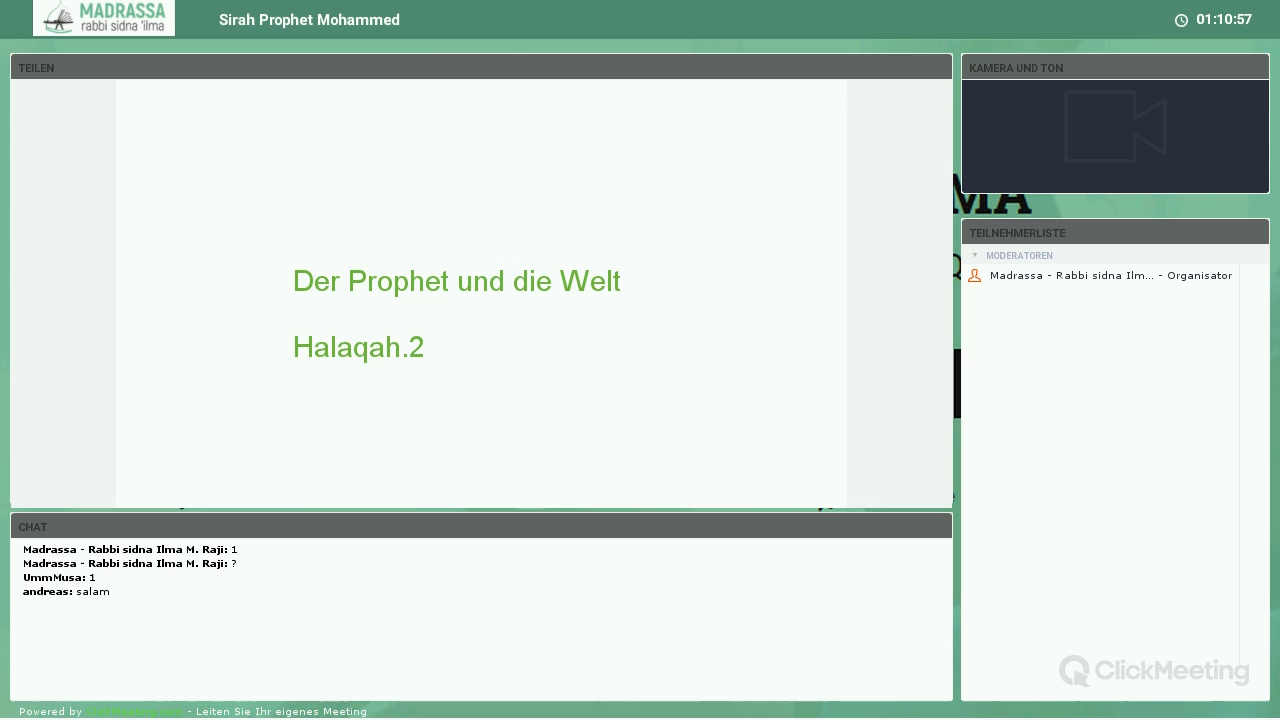 MADRASSA
rabbi sidna 'ilma
Sirah Prophet Mohammed
01:10:57
TEILEN
Der Prophet und die Welt
Halaqah.2
KAMERA UND TON
MA
TEILNEHMERLISTE
MODERATOREN
Madrassa - Rabbi sidna Ilm... - Organisator
CHAT
Madrassa - Rabbi sidna Ilma M. Raji: 1
Madrassa - Rabbi sidna Ilma M. Raji: ?
UmmMusa: 1
andreas: salam
ClickMeeting
Powered by ClickMeeting.com - Leiten Sie Ihr eigenes Meeting